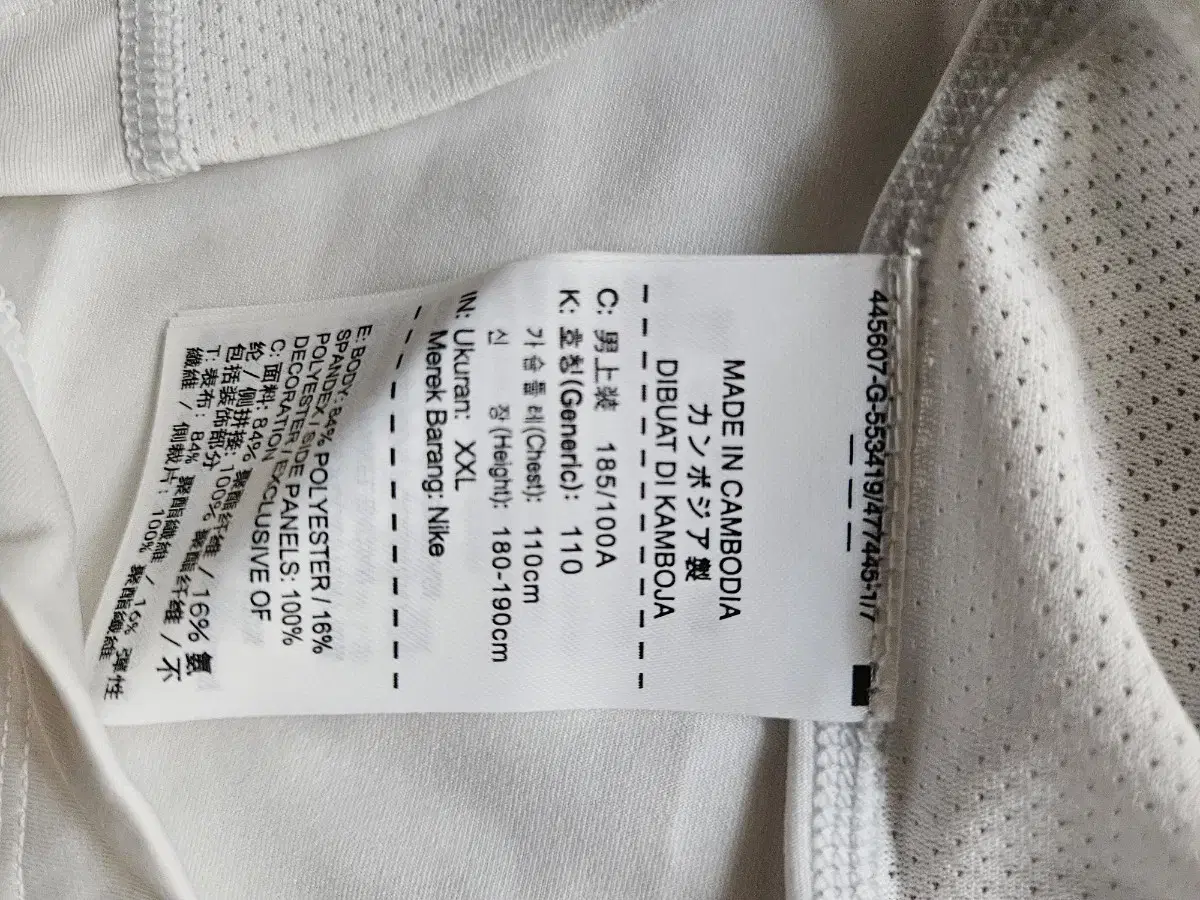 445607-G-553419/477445-1/7
MADE IN CAMBODIA
カンボジア製
DIBUAT DI KAMBOJA
C: 男上装 185/100A
K: 호칭(Generic): 110
가슴둘레(Chest): 110cm
신 장(Height): 180-190cm
IN: Ukuran: XXL
Merek Barang: Nike
E: BODY: 84% POLYESTER / 16%
SPANDEX / SIDE PANELS: 100%
POLYESTER / EXCLUSIVE OF
DECORATION
C: 面料: 84% 聚酯纤维 / 16% 氨
纶 / 侧拼接: 100% 聚酯纤维 / 不
包括装饰部分
T: 表布: 84% 聚酯纖維 / 16% 彈性
纖維 / 側裁片: 100% 聚酯纖維